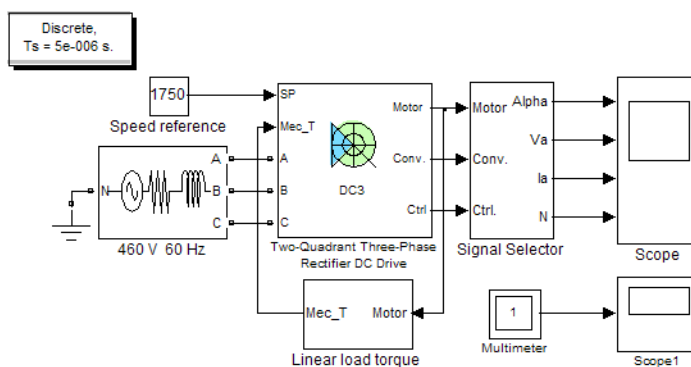 Discrete,
Ts = 5e-006 s.
1750
Speed reference
N
A
B
C
460 V 60 Hz
SP
Mec_T
A
B
C
Motor
Conv.
Ctrl
DC3
Two-Quadrant Three-Phase
Rectifier DC Drive
Motor
Conv.
Ctrl.
Alpha
Va
Ia
N
Signal Selector
Scope
Mec_T
Motor
Linear load torque
1
Multimeter
Scope1